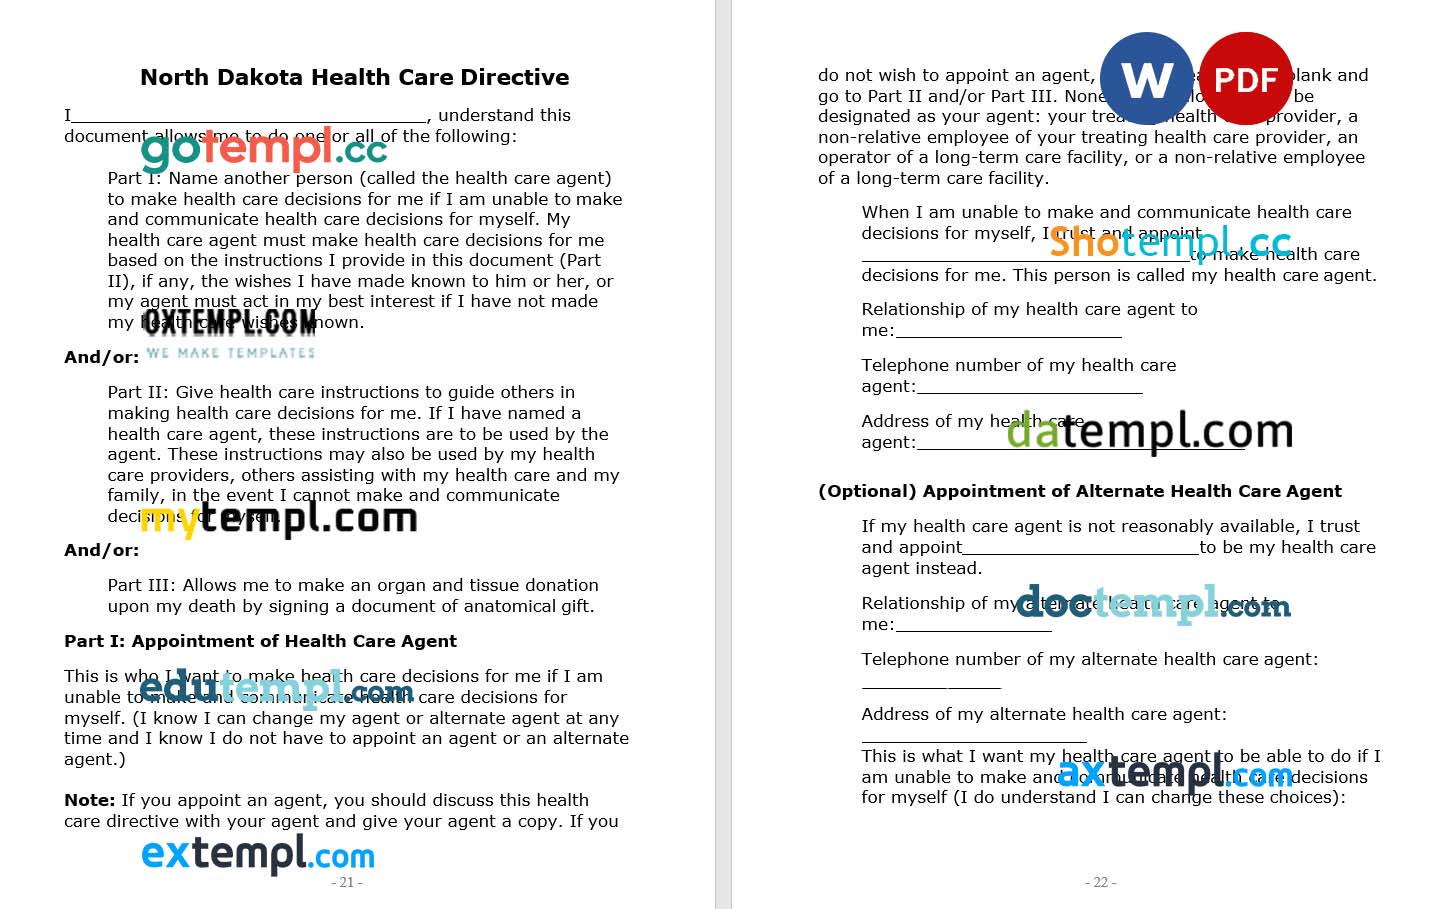 North Dakota Health Care Directive
I, understand this
document allows me to do one or all of the following:
gotempl.cc
Part I: Name another person (called the health care agent)
to make health care decisions for me if I am unable to make
and communicate health care decisions for myself. My
health care agent must make health care decisions for me
based on the instructions I provide in this document (Part
II), if any, the wishes I have made known to him or her, or
my agent must act in my best interest if I have not made
my health care wishes known.
OXTEMPL.COM
WE MAKE TEMPLATES
And/or:
Part II: Give health care instructions to guide others in
making health care decisions for me. If I have named a
health care agent, these instructions are to be used by the
agent. These instructions may also be used by my health
care providers, others assisting with my health care and my
family, in the event I cannot make and communicate
decisions for myself.
mytempl.com
And/or:
Part III: Allows me to make an organ and tissue donation
upon my death by signing a document of anatomical gift.
Part I: Appointment of Health Care Agent
This is who I want to make health care decisions for me if I am
unable to make and communicate health care decisions for
edutempl.com
myself. (I know I can change my agent or alternate agent at any
time and I know I do not have to appoint an agent or an alternate
agent.)
Note: If you appoint an agent, you should discuss this health
care directive with your agent and give your agent a copy. If you
extempl.com
- 21 -
W PDF
do not wish to appoint an agent, blank and
go to Part II and/or Part III. None be
designated as your agent: your treating health provider, a
non-relative employee of your treating health care provider, an
operator of a long-term care facility, or a non-relative employee
of a long-term care facility.
When I am unable to make and communicate health care
decisions for myself, I trust and appoint
Shotempl.cc
to make health care
decisions for me. This person is called my health care agent.
Relationship of my health care agent to
me:
Telephone number of my health care
agent:
Address of my health care
datempl.com
agent:
(Optional) Appointment of Alternate Health Care Agent
If my health care agent is not reasonably available, I trust
and appoint to be my health care
agent instead.
Relationship of my alternate health care agent to
doctempl.com
me:
Telephone number of my alternate health care agent:
Address of my alternate health care agent:
This is what I want my health care agent to be able to do if I
am unable to make and communicate health care decisions
axtempl.com
for myself (I do understand I can change these choices):
- 22 -